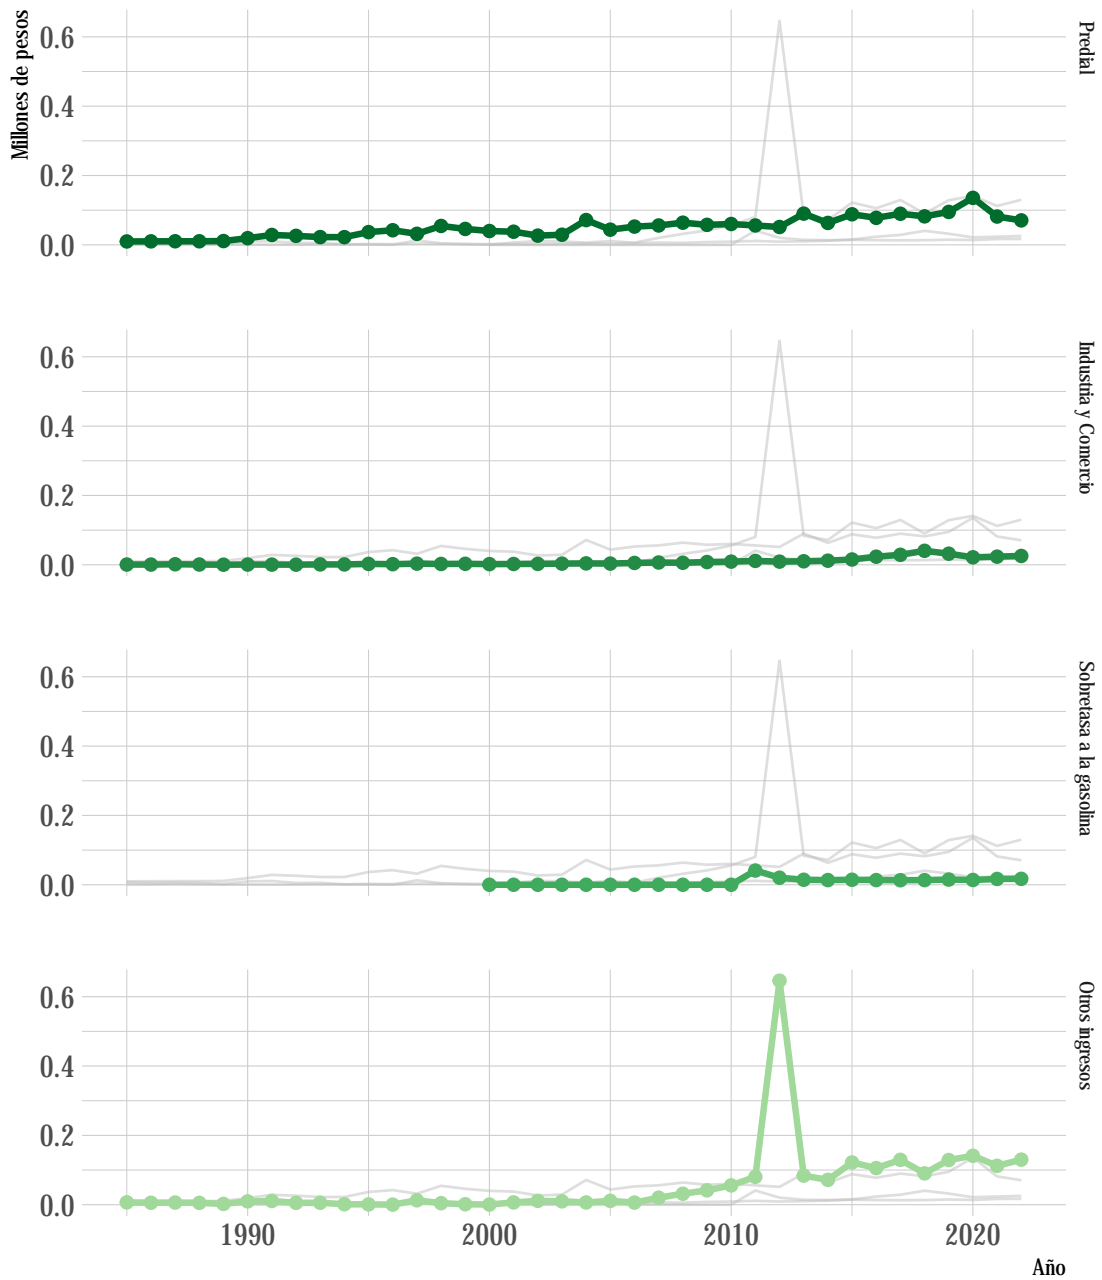 Millones de pesos
0.6
0.4
0.2
0.0
Predial
0.6
0.4
0.2
0.0
Industria y Comercio
0.6
0.4
0.2
0.0
Sobretasa a la gasolina
0.6
0.4
0.2
0.0
Otros ingresos
1990 2000 2010 2020
Año